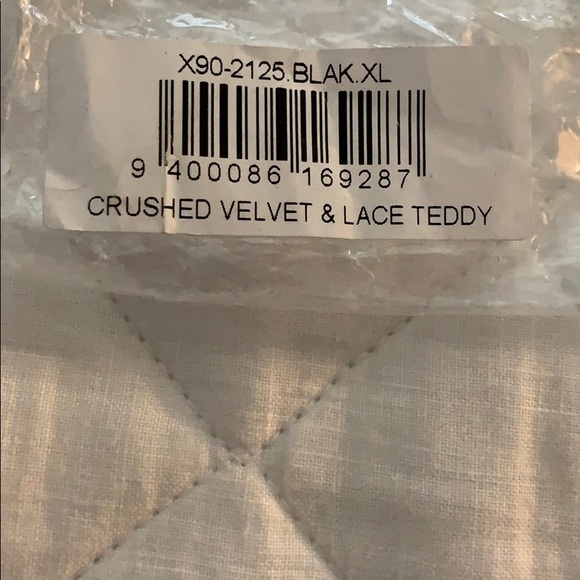 X90-2125.BLAK.XL
9 400086 169287
CRUSHED VELVET & LACE TEDDY